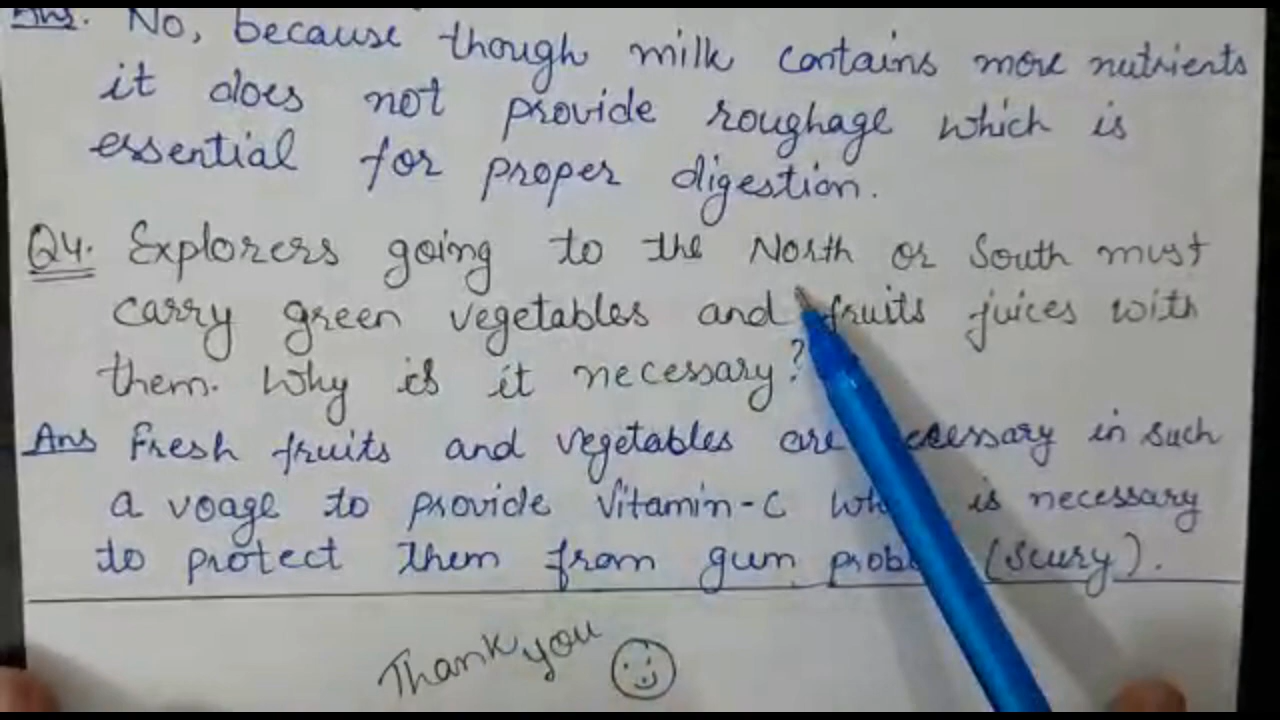 Ans. No, because though milk contains more nutrients
it does not provide roughage which is
essential for proper digestion.
Q4. Explorers going to the North or South must
carry green vegetables and fruits juices with
them. Why is it necessary?
Ans Fresh fruits and vegetables are in such
a voage to provide Vitamin-C is necessary
to protect them from gum (scury).
Thank you